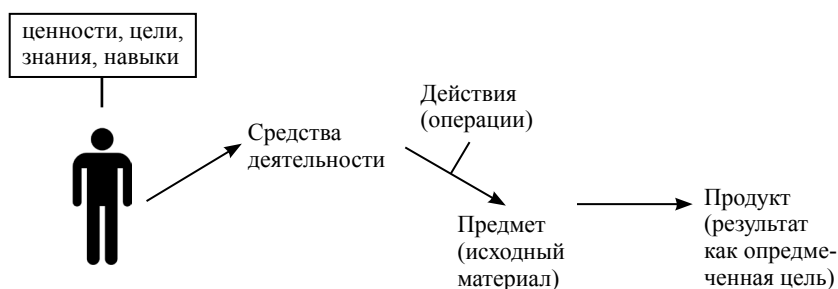 ценности, цели,
знания, навыки
Действия
(операции)
Средства
деятельности
Предмет
(исходный
материал)
Продукт
(результат
как опредме-
ченная цель)